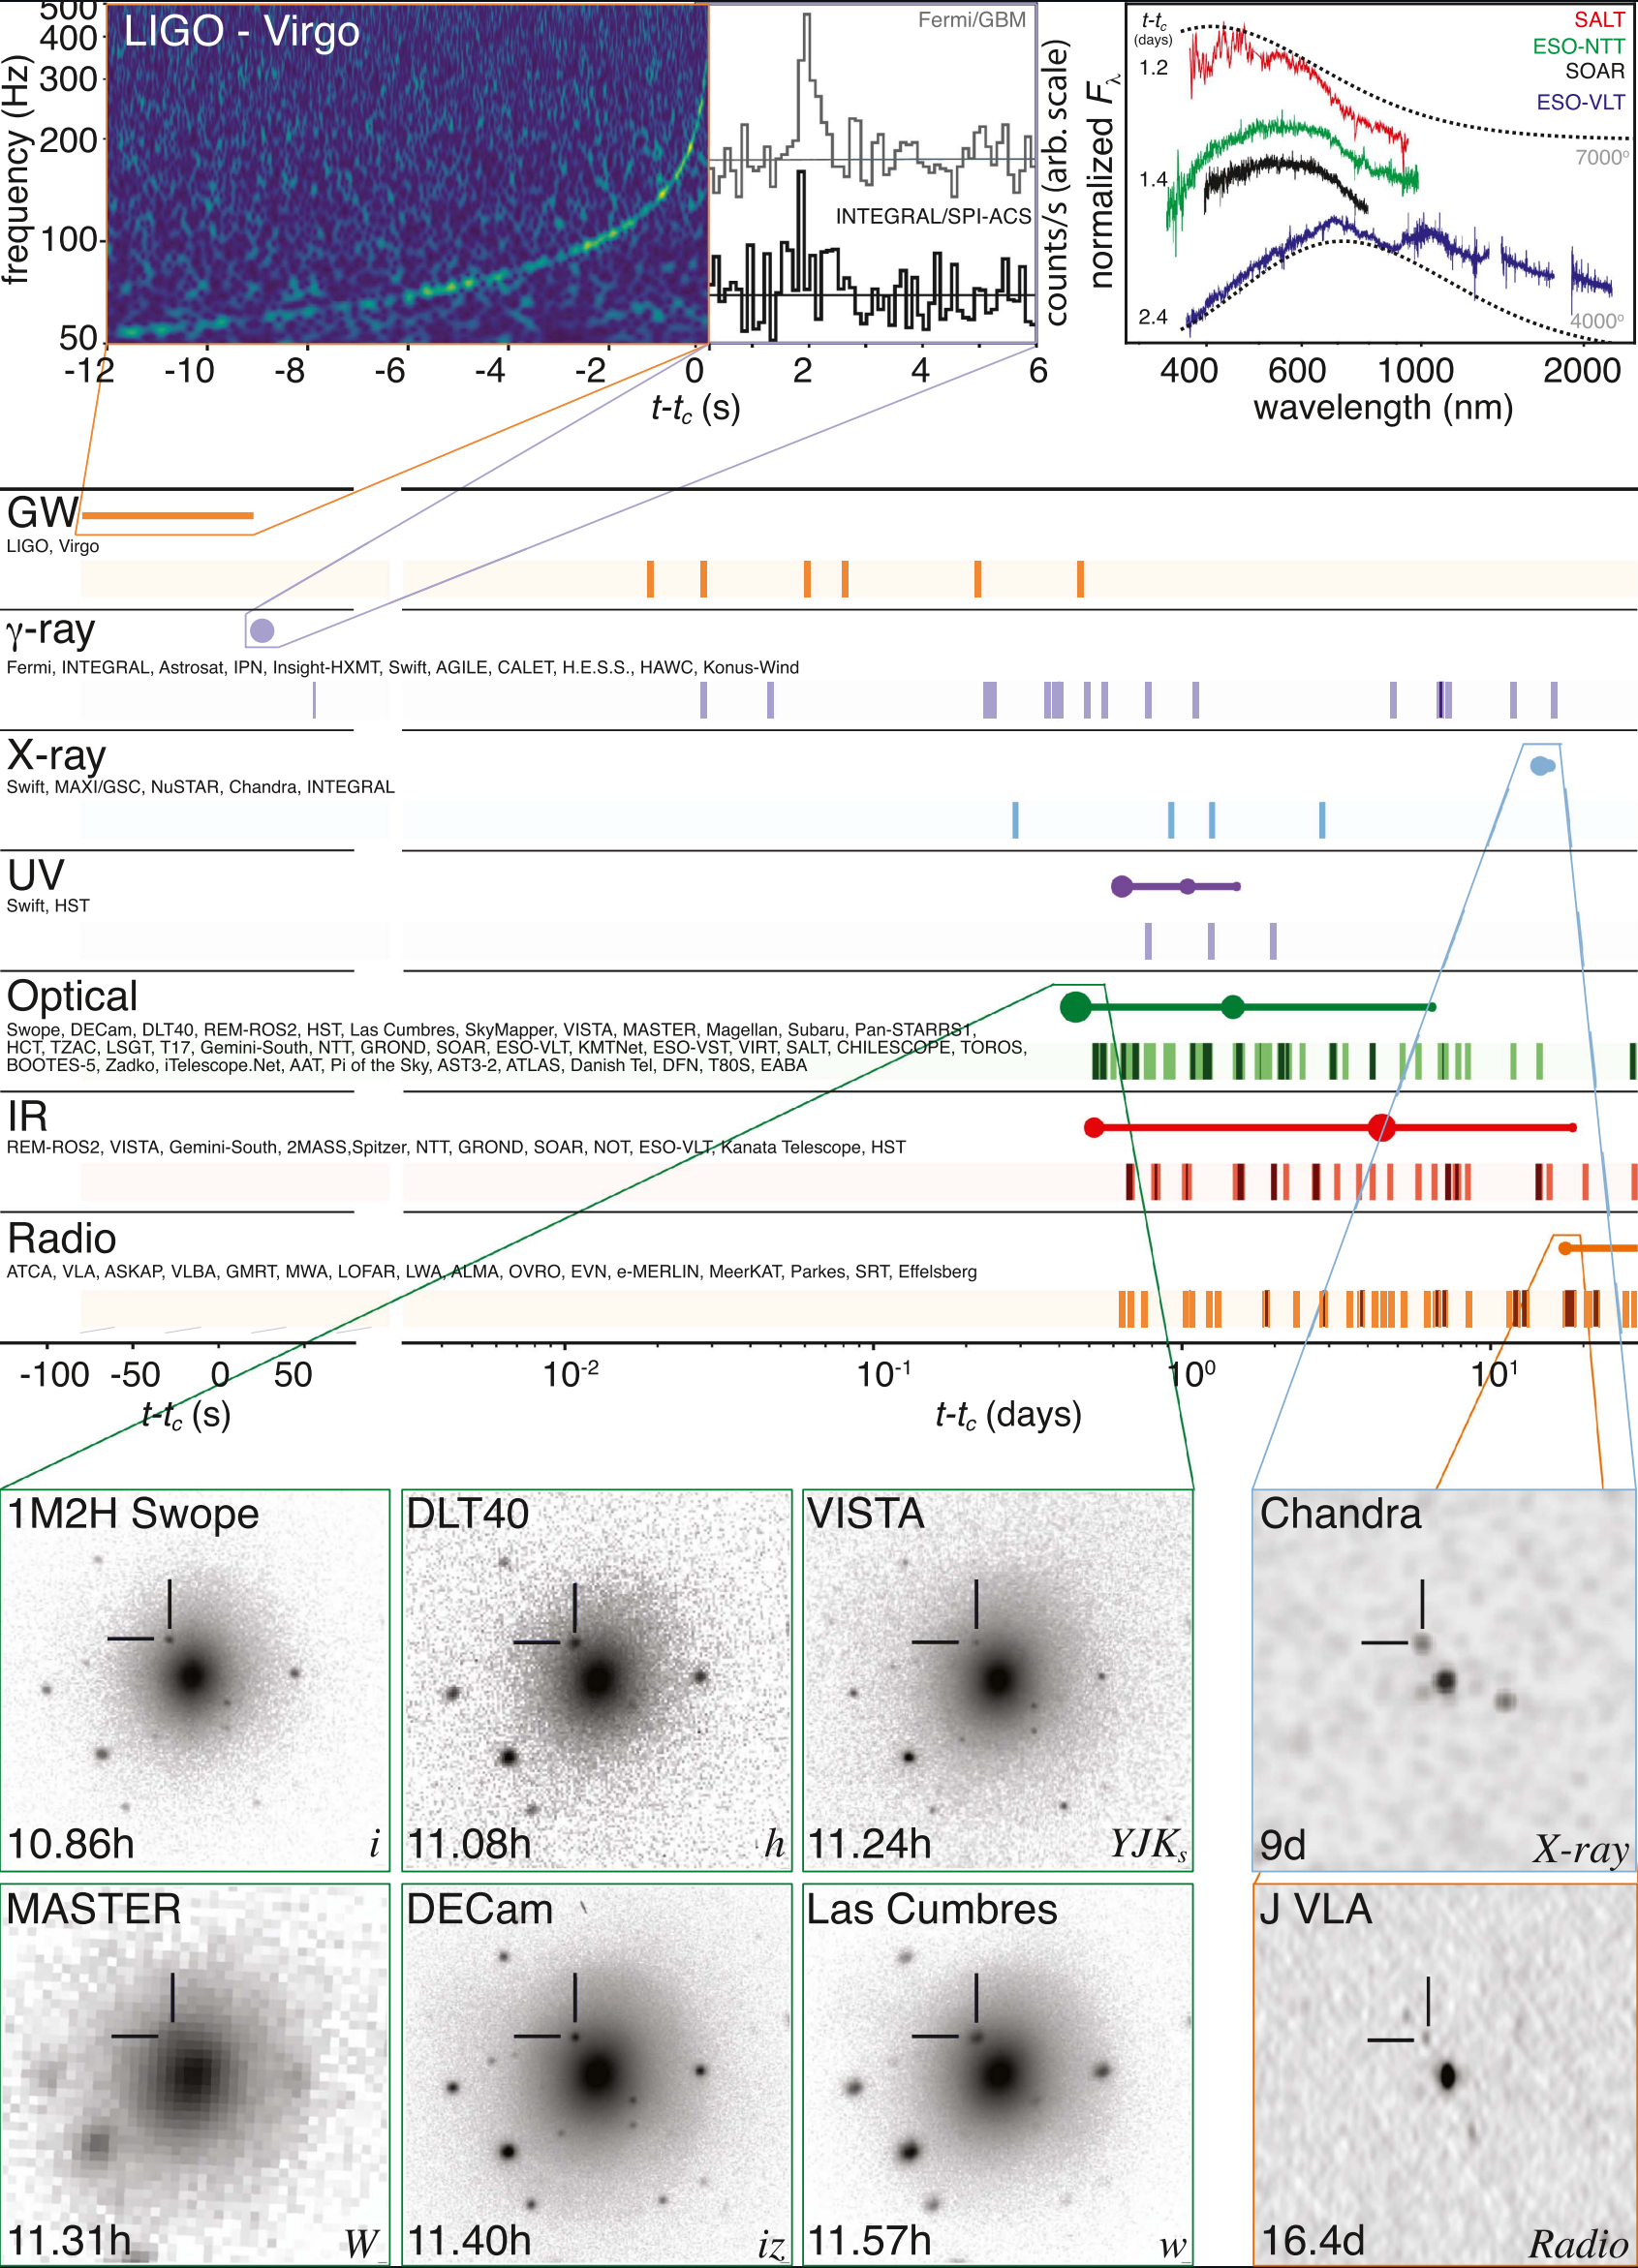 LIGO - Virgo
Fermi/GBM
INTEGRAL/SPI-ACS
frequency (Hz)
500
400
300
200
100
50
-12 -10 -8 -6 -4 -2 0 2 4 6
t-tc (s)
counts/s (arb. scale)
normalized Fλ
t-tc
(days)
1.2
1.4
2.4
SALT
ESO-NTT
SOAR
ESO-VLT
7000º
4000º
400 600 1000 2000
wavelength (nm)
GW
LIGO, Virgo
γ-ray
Fermi, INTEGRAL, Astrosat, IPN, Insight-HXMT, Swift, AGILE, CALET, H.E.S.S., HAWC, Konus-Wind
X-ray
Swift, MAXI/GSC, NuSTAR, Chandra, INTEGRAL
UV
Swift, HST
Optical
Swope, DECam, DLT40, REM-ROS2, HST, Las Cumbres, SkyMapper, VISTA, MASTER, Magellan, Subaru, Pan-STARRS1,
HCT, TZAC, LSGT, T17, Gemini-South, NTT, GROND, SOAR, ESO-VLT, KMTNet, ESO-VST, VIRT, SALT, CHILESCOPE, TOROS,
BOOTES-5, Zadko, iTelescope.Net, AAT, Pi of the Sky, AST3-2, ATLAS, Danish Tel, DFN, T80S, EABA
IR
REM-ROS2, VISTA, Gemini-South, 2MASS,Spitzer, NTT, GROND, SOAR, NOT, ESO-VLT, Kanata Telescope, HST
Radio
ATCA, VLA, ASKAP, VLBA, GMRT, MWA, LOFAR, LWA, ALMA, OVRO, EVN, e-MERLIN, MeerKAT, Parkes, SRT, Effelsberg
-100 -50 0 50 10-2 10-1 100 101
t-tc (s) t-tc (days)
1M2H Swope
10.86h i
DLT40
11.08h h
VISTA
11.24h YJKs
Chandra
9d X-ray
MASTER
11.31h W
DECam
11.40h iz
Las Cumbres
11.57h w
J VLA
16.4d Radio